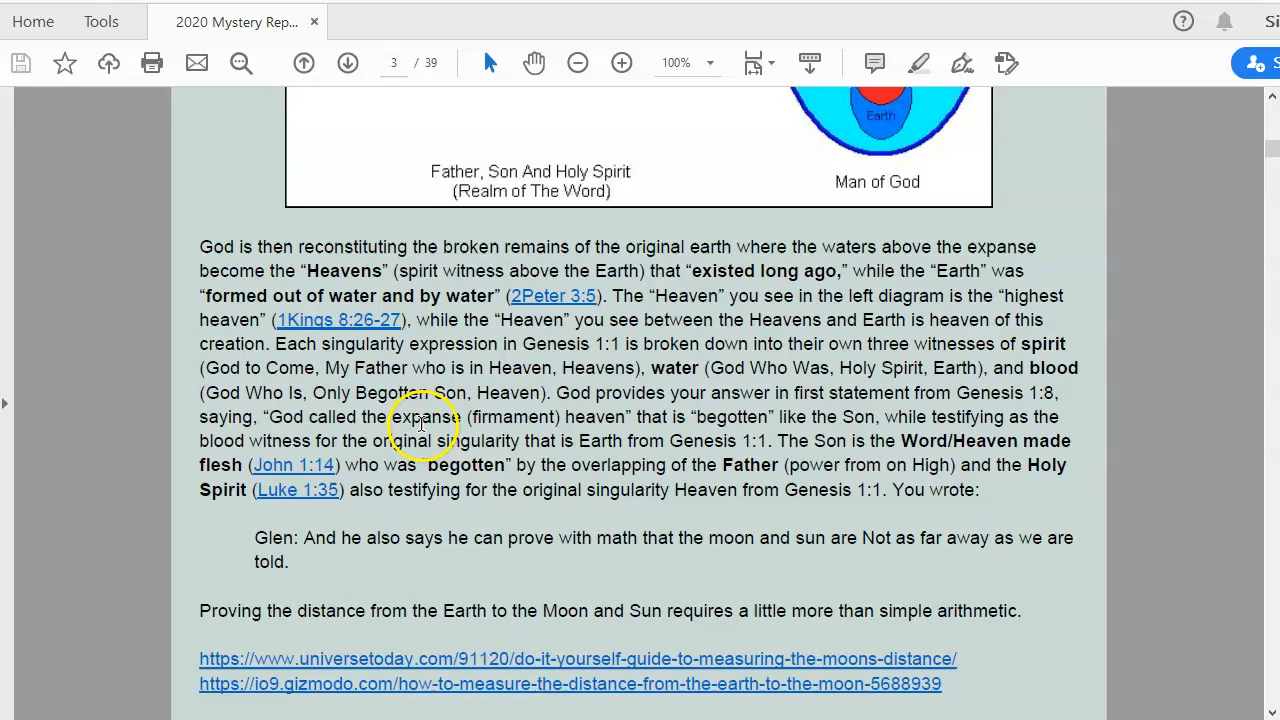 Home Tools 2020 Mystery Rep... ×
3 / 39 100%
Earth
Father, Son And Holy Spirit
(Realm of The Word)
Man of God
God is then reconstituting the broken remains of the original earth where the waters above the expanse
become the “Heavens” (spirit witness above the Earth) that “existed long ago,” while the “Earth” was
“formed out of water and by water” (2Peter 3:5). The “Heaven” you see in the left diagram is the “highest
heaven” (1Kings 8:26-27), while the “Heaven” you see between the Heavens and Earth is heaven of this
creation. Each singularity expression in Genesis 1:1 is broken down into their own three witnesses of spirit
(God to Come, My Father who is in Heaven, Heavens), water (God Who Was, Holy Spirit, Earth), and blood
(God Who Is, Only Begotten Son, Heaven). God provides your answer in first statement from Genesis 1:8,
saying, “God called the expanse (firmament) heaven” that is “begotten” like the Son, while testifying as the
blood witness for the original singularity that is Earth from Genesis 1:1. The Son is the Word/Heaven made
flesh (John 1:14) who was “begotten” by the overlapping of the Father (power from on High) and the Holy
Spirit (Luke 1:35) also testifying for the original singularity Heaven from Genesis 1:1. You wrote:
Glen: And he also says he can prove with math that the moon and sun are Not as far away as we are
told.
Proving the distance from the Earth to the Moon and Sun requires a little more than simple arithmetic.
https://www.universetoday.com/91120/do-it-yourself-guide-to-measuring-the-moons-distance/
https://io9.gizmodo.com/how-to-measure-the-distance-from-the-earth-to-the-moon-5688939